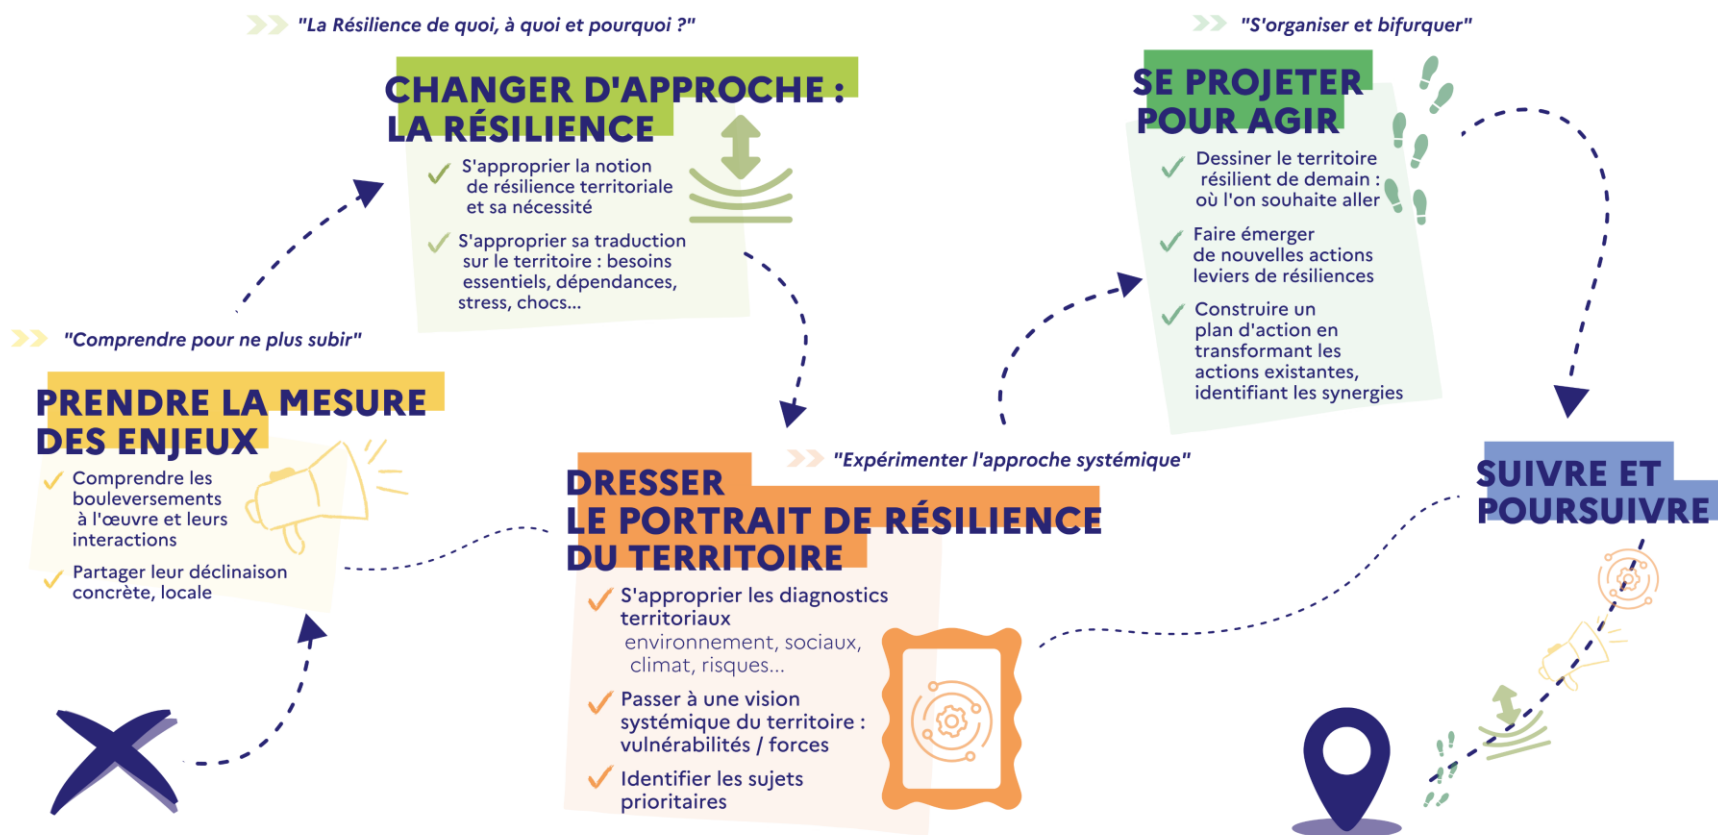 "Comprendre pour ne plus subir"
PRENDRE LA MESURE
DES ENJEUX
Comprendre les
bouleversements
à l'œuvre et leurs
interactions
Partager leur déclinaison
concrète, locale
"La Résilience de quoi, à quoi et pourquoi ?"
CHANGER D'APPROCHE :
LA RÉSILIENCE
S'approprier la notion
de résilience territoriale
et sa nécessité
S'approprier sa traduction
sur le territoire : besoins
essentiels, dépendances,
stress, chocs...
"Expérimenter l'approche systémique"
DRESSER
LE PORTRAIT DE RÉSILIENCE
DU TERRITOIRE
S'approprier les diagnostics
territoriaux
environnement, sociaux,
climat, risques...
Passer à une vision
systémique du territoire :
vulnérabilités / forces
Identifier les sujets
prioritaires
"S'organiser et bifurquer"
SE PROJETER
POUR AGIR
Dessiner le territoire
résilient de demain :
où l'on souhaite aller
Faire émerger
de nouvelles actions
leviers de résiliences
Construire un
plan d'action en
transformant les
actions existantes,
identifiant les synergies
SUIVRE ET
POURSUIVRE